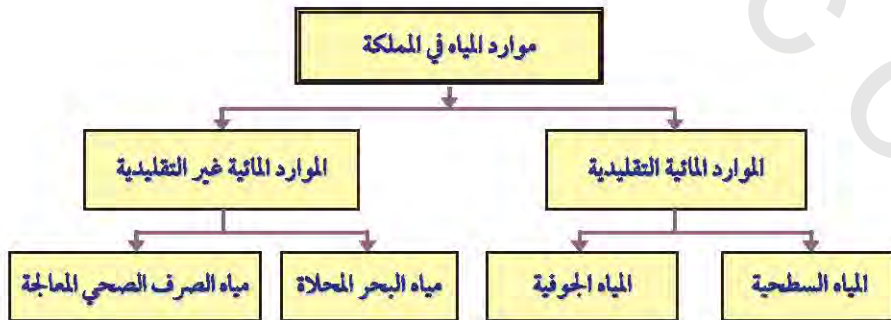 موارد المياه في المملكة
الموارد المائية التقليدية
الموارد المائية غير التقليدية
المياه السطحية
المياه الجوفية
مياه البحر المحلاة
مياه الصرف الصحي المعالجة